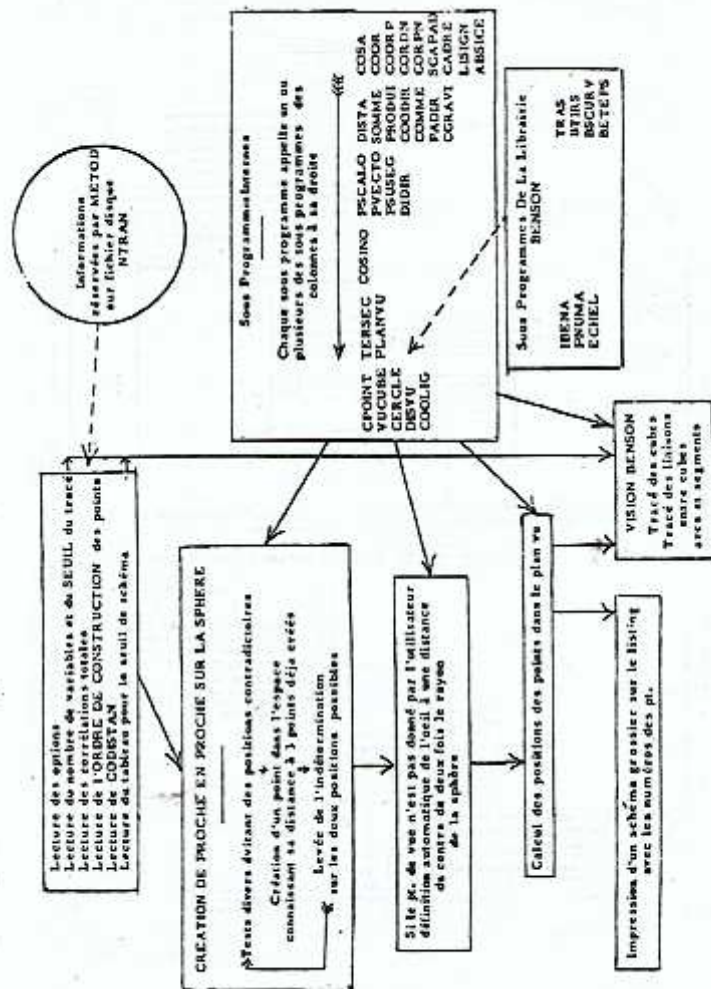 Informations
réservées par METOD
sur fichier disque
NTRAN
Lecture des options
Lecture du nombre de variables et du SEUIL du tracé
Lecture des corrélations totales
Lecture de l'ORDRE DE CONSTRUCTION des points
Lecture de CODISTAN
Lecture du tableau pour le seuil de schéma
CREATION DE PROCHE EN PROCHE SUR LA SPHERE
Tests divers évitant des positions contradictoires
Création d'un point dans l'espace
connaissant sa distance à 3 points déja créés
Levée de l'indétermination
sur les deux positions possibles
Si le pt. de vue n'est pas donné par l'utilisateur
définition automatique de l'oeil à une distance
du centre de deux fois le rayon
de la sphère
Calcul des positions des points dans le plan vu
Impression d'un schéma grossier sur le listing
avec les numéros des pt.
VISION BENSON
Tracé des cubes
Tracé des liaisons
entre cubes
arcs et segments
Sous Programmes Internes
Chaque sous programme appelle un ou
plusieurs des sous programmes des
colonnes à sa droite
CPOINT TERSEC COSINO PSCALO DISTA COSA
VUCUBE PLANVU PVECTO SOMME COOR
CERCLE PSUSEG PRODUI COORP
DISVU DIDIR COODIR CORDN
COOLIG COMME CORPN
PADIR SCAPAD
CGRAVI CADRE
LISIGN
ABSICE
Sous Programmes De La Librairie
BENSON
IBENA TRAS
PNUMA UTIRS
ECHEL BSCURV
BETEPS